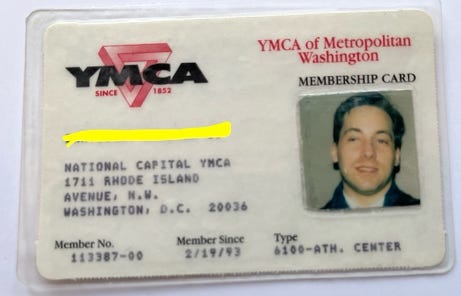 YMCA
SINCE 1852
YMCA of Metropolitan
Washington
MEMBERSHIP CARD
NATIONAL CAPITAL YMCA
1711 RHODE ISLAND
AVENUE, N.W.
WASHINGTON, D.C. 20036
Member No.
113387-00
Member Since
2/19/93
Type
6100-ATH. CENTER